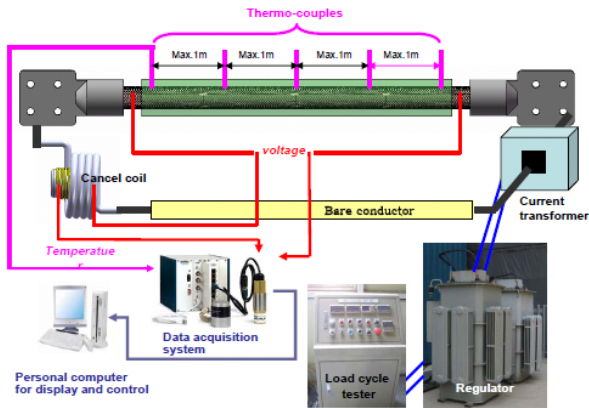 Thermo-couples
Max.1m Max.1m Max.1m Max.1m
voltage
Cancel coil
Bare conductor
Current
transformer
Temperatue
r
Data acquisition
system
Personal computer
for display and control
Load cycle
tester
Regulator